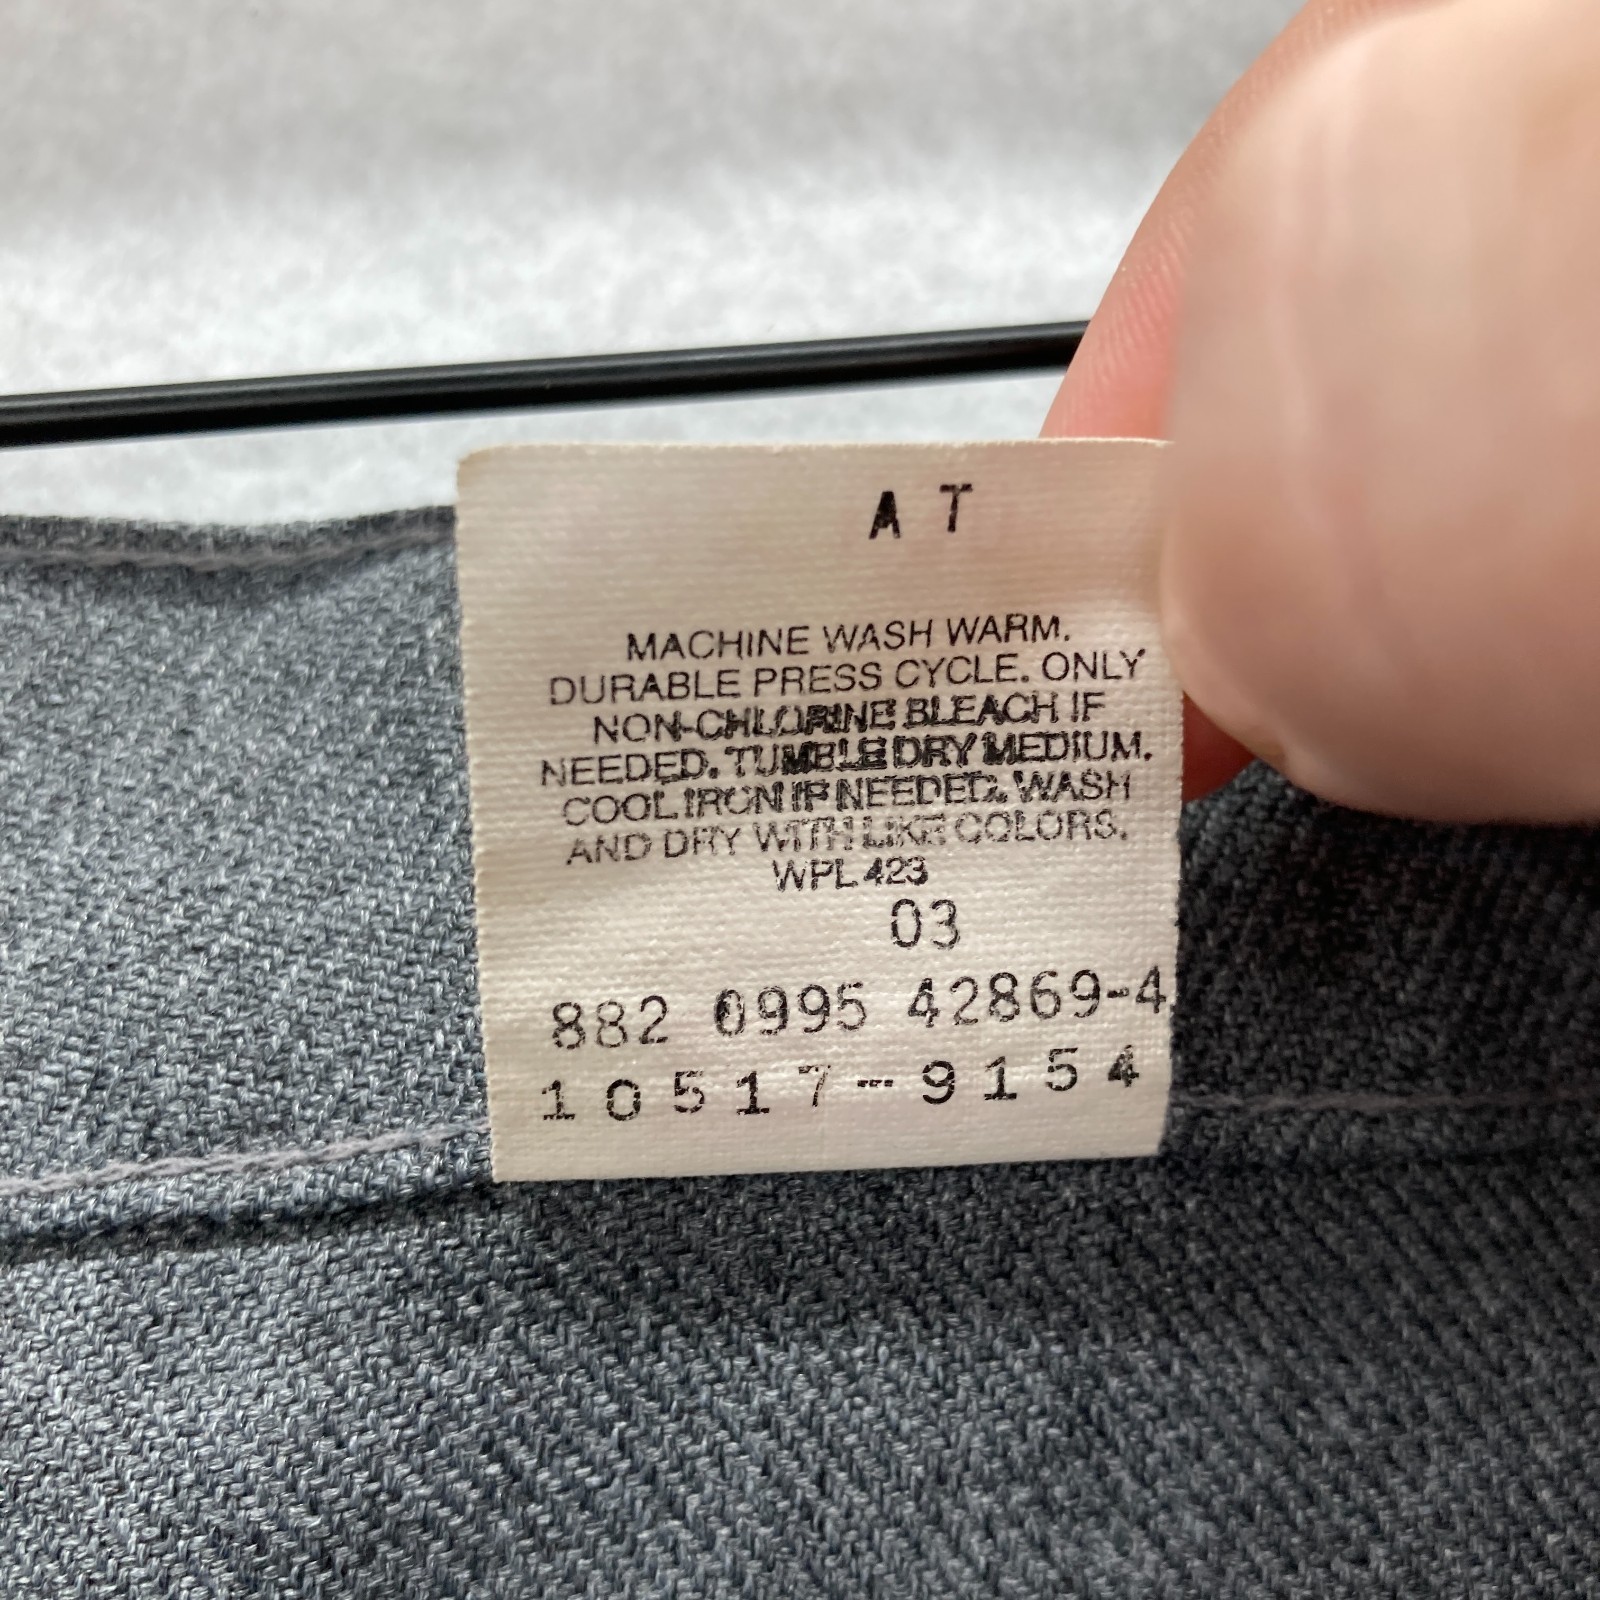 A T
MACHINE WASH WARM.
DURABLE PRESS CYCLE. ONLY
NON-CHLORINE BLEACH IF
NEEDED. TUMBLE DRY MEDIUM.
COOL IRON IF NEEDED. WASH
AND DRY WITH LIKE COLORS.
WPL 423
03
882 0995 42869-4
10517-9154